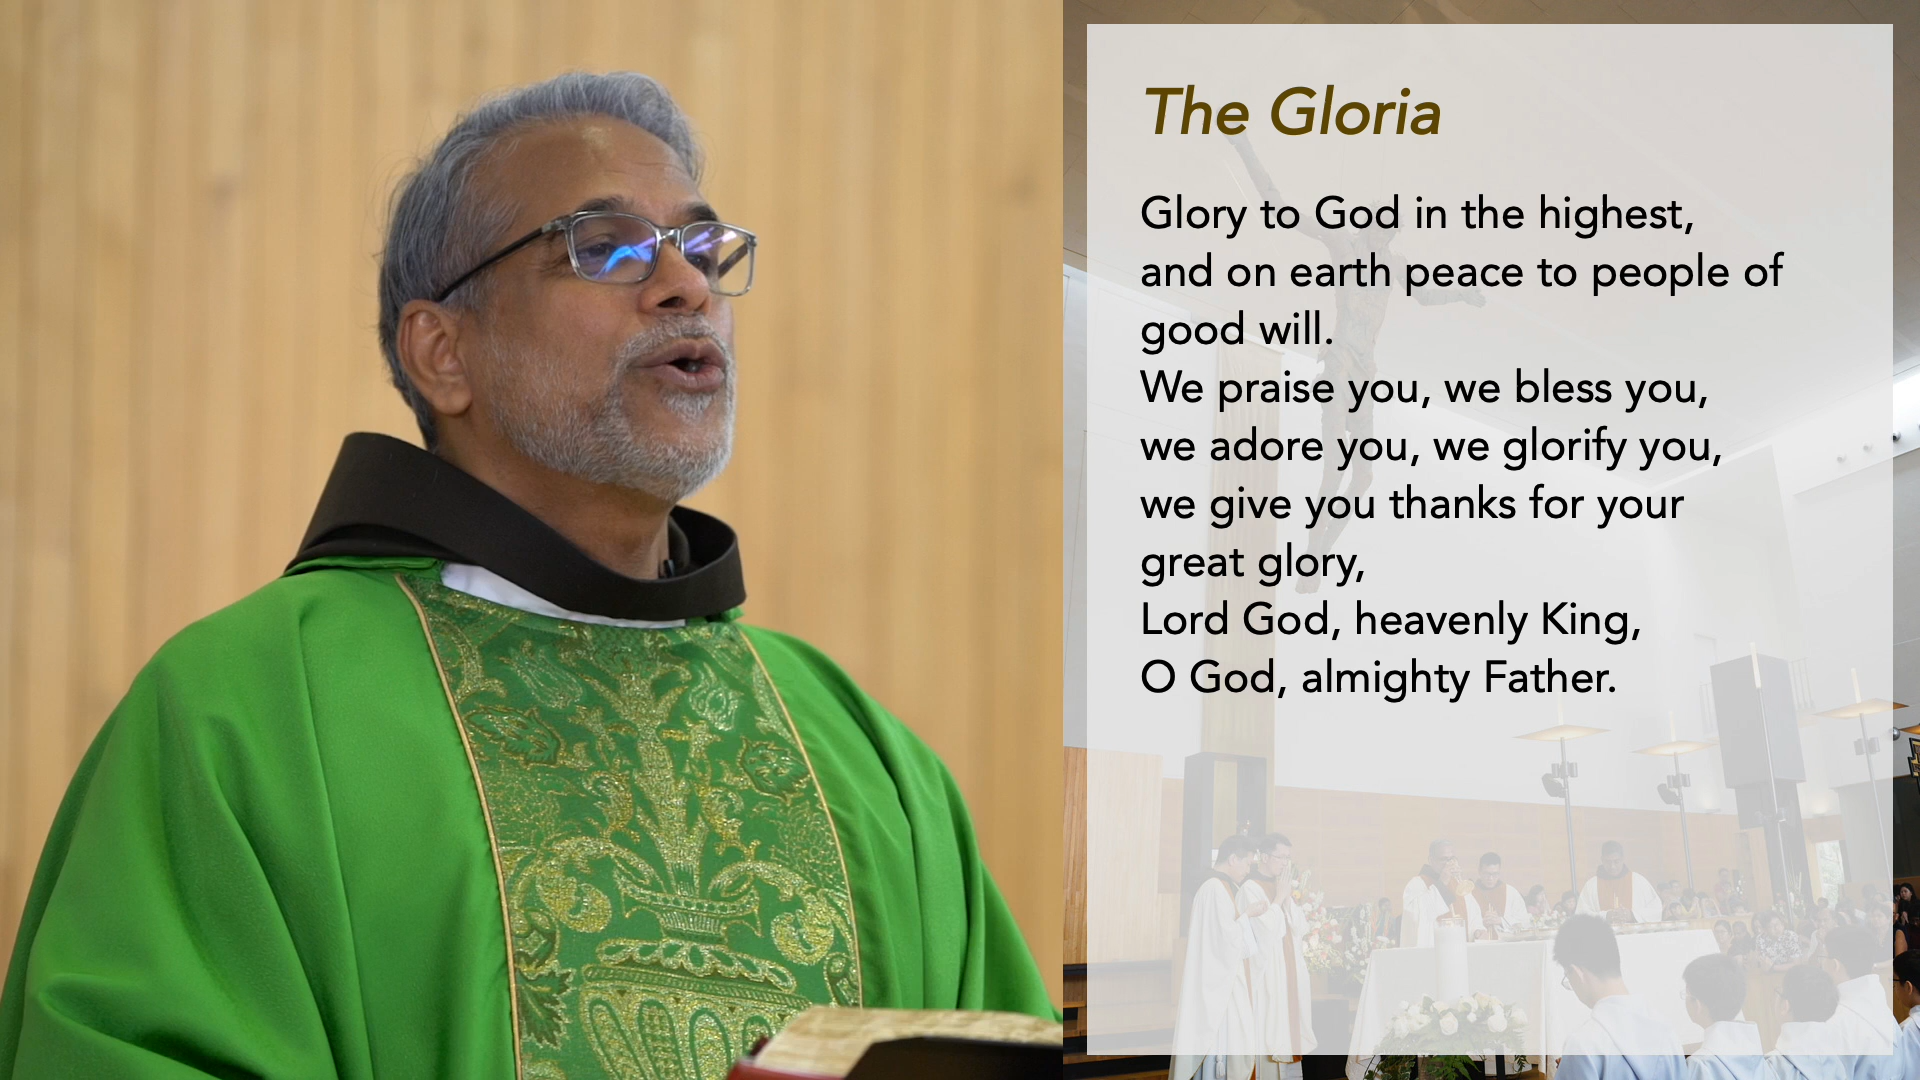 The Gloria
Glory to God in the highest,
and on earth peace to people of
good will.
We praise you, we bless you,
we adore you, we glorify you,
we give you thanks for your
great glory,
Lord God, heavenly King,
O God, almighty Father.